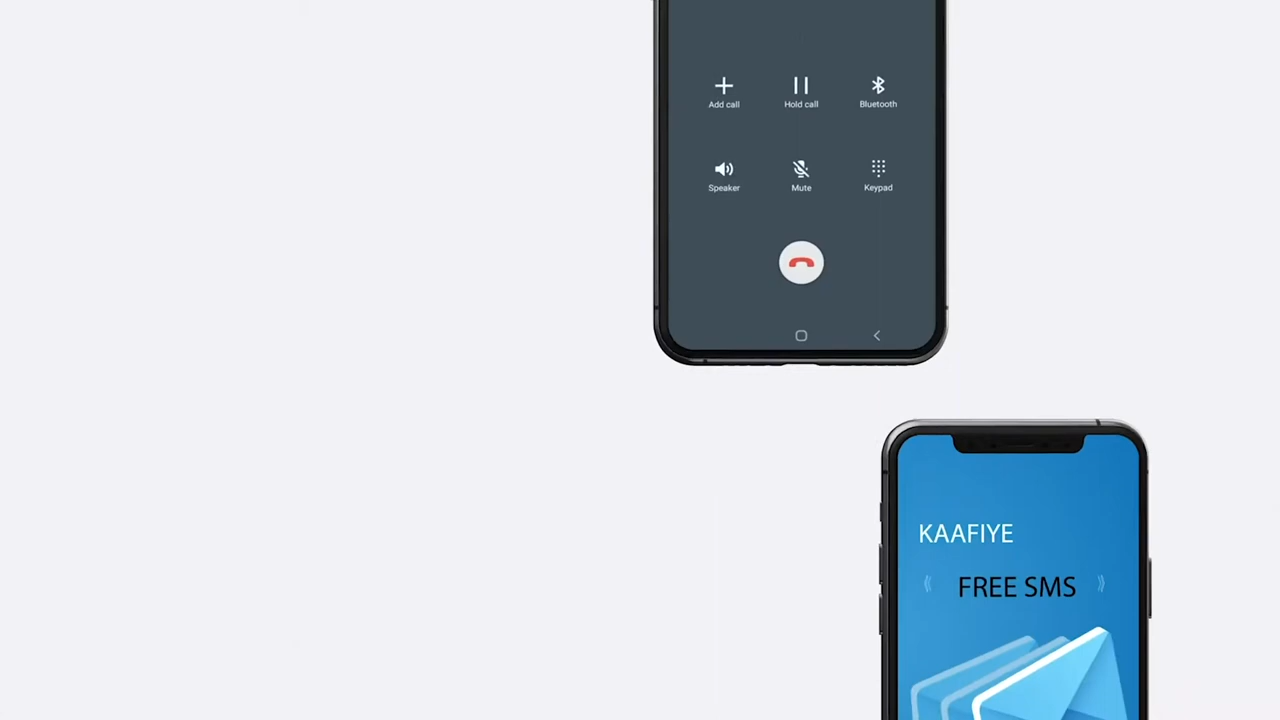 Add call
Hold call
Bluetooth
Speaker
Mute
Keypad
KAAFIYE
FREE SMS